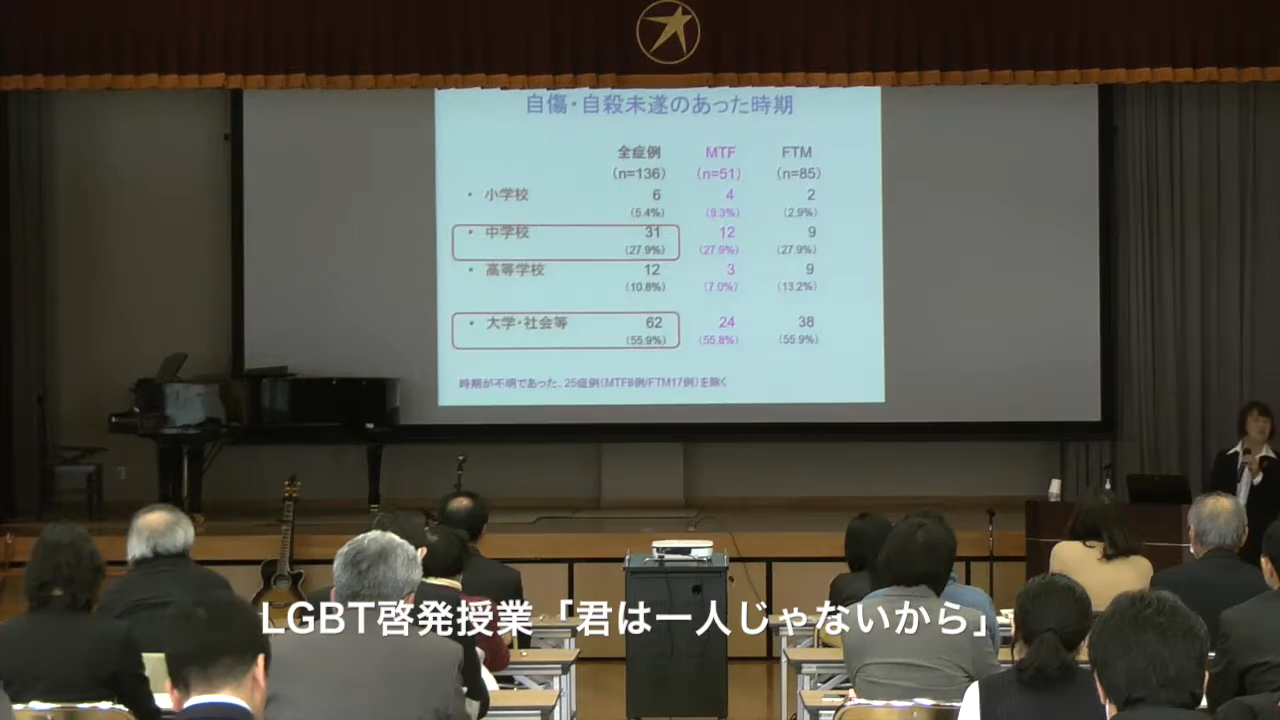 自傷・自殺未遂のあった時期
全症例 MTF FTM
(n=136) (n=51) (n=85)
・ 小学校 6 4 2
(5.4%) (9.3%) (2.9%)
・ 中学校 31 12 9
(27.9%) (27.9%) (27.9%)
・ 高等学校 12 3 9
(10.8%) (7.0%) (13.2%)
・ 大学・社会等 62 24 38
(55.9%) (55.8%) (55.9%)
時期が不明であった、25症例(MTF8例/FTM17例)を除く
LGBT啓発授業「君は一人じゃないから」